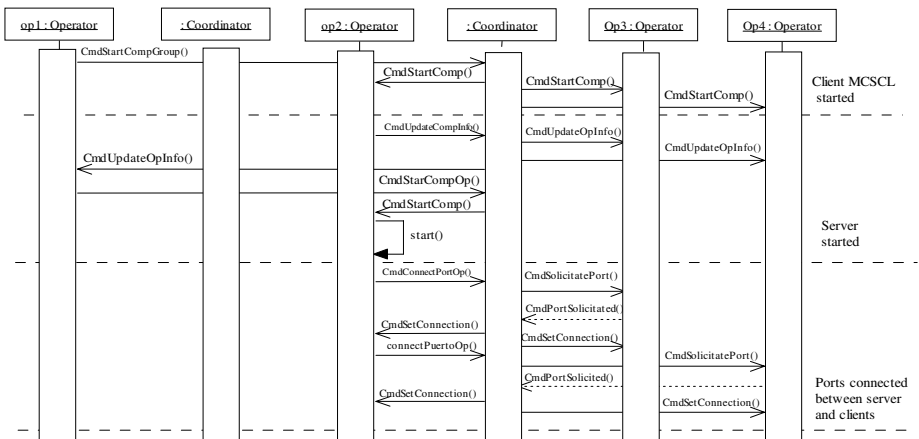 op1 : Operator
: Coordinator
op2 : Operator
: Coordinator
Op3 : Operator
Op4 : Operator
CmdStartCompGroup()
CmdStartComp()
CmdStartComp()
CmdStartComp()
Client MCSCL
started
CmdUpdateCompInfo()
CmdUpdateOpInfo()
CmdUpdateOpInfo()
CmdUpdateOpInfo()
CmdStarCompOp()
CmdStartComp()
start()
Server
started
CmdConnectPortOp()
CmdSolicitatePort()
CmdPortSolicitated()
CmdSetConnection()
CmdSetConnection()
connectPuertoOp()
CmdSolicitatePort()
CmdPortSolicited()
CmdSetConnection()
CmdSetConnection()
Ports connected
between server
and clients